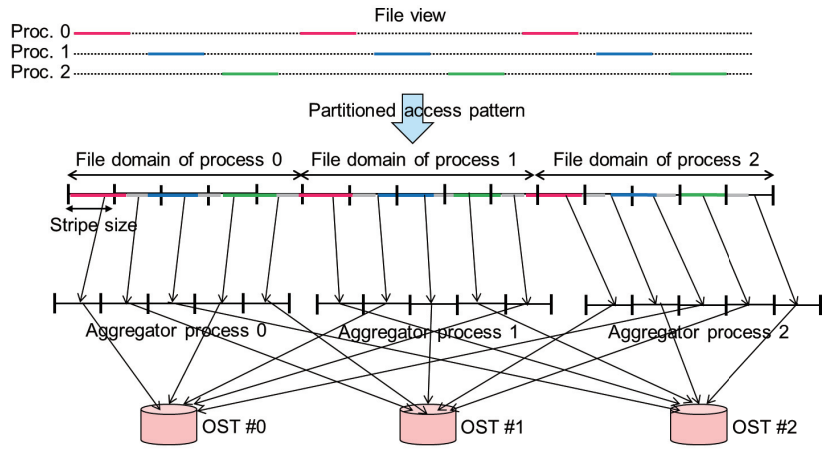 File view
Proc. 0
Proc. 1
Proc. 2
Partitioned access pattern
File domain of process 0
File domain of process 1
File domain of process 2
Stripe size
Aggregator process 0
Aggregator process 1
Aggregator process 2
OST #0
OST #1
OST #2